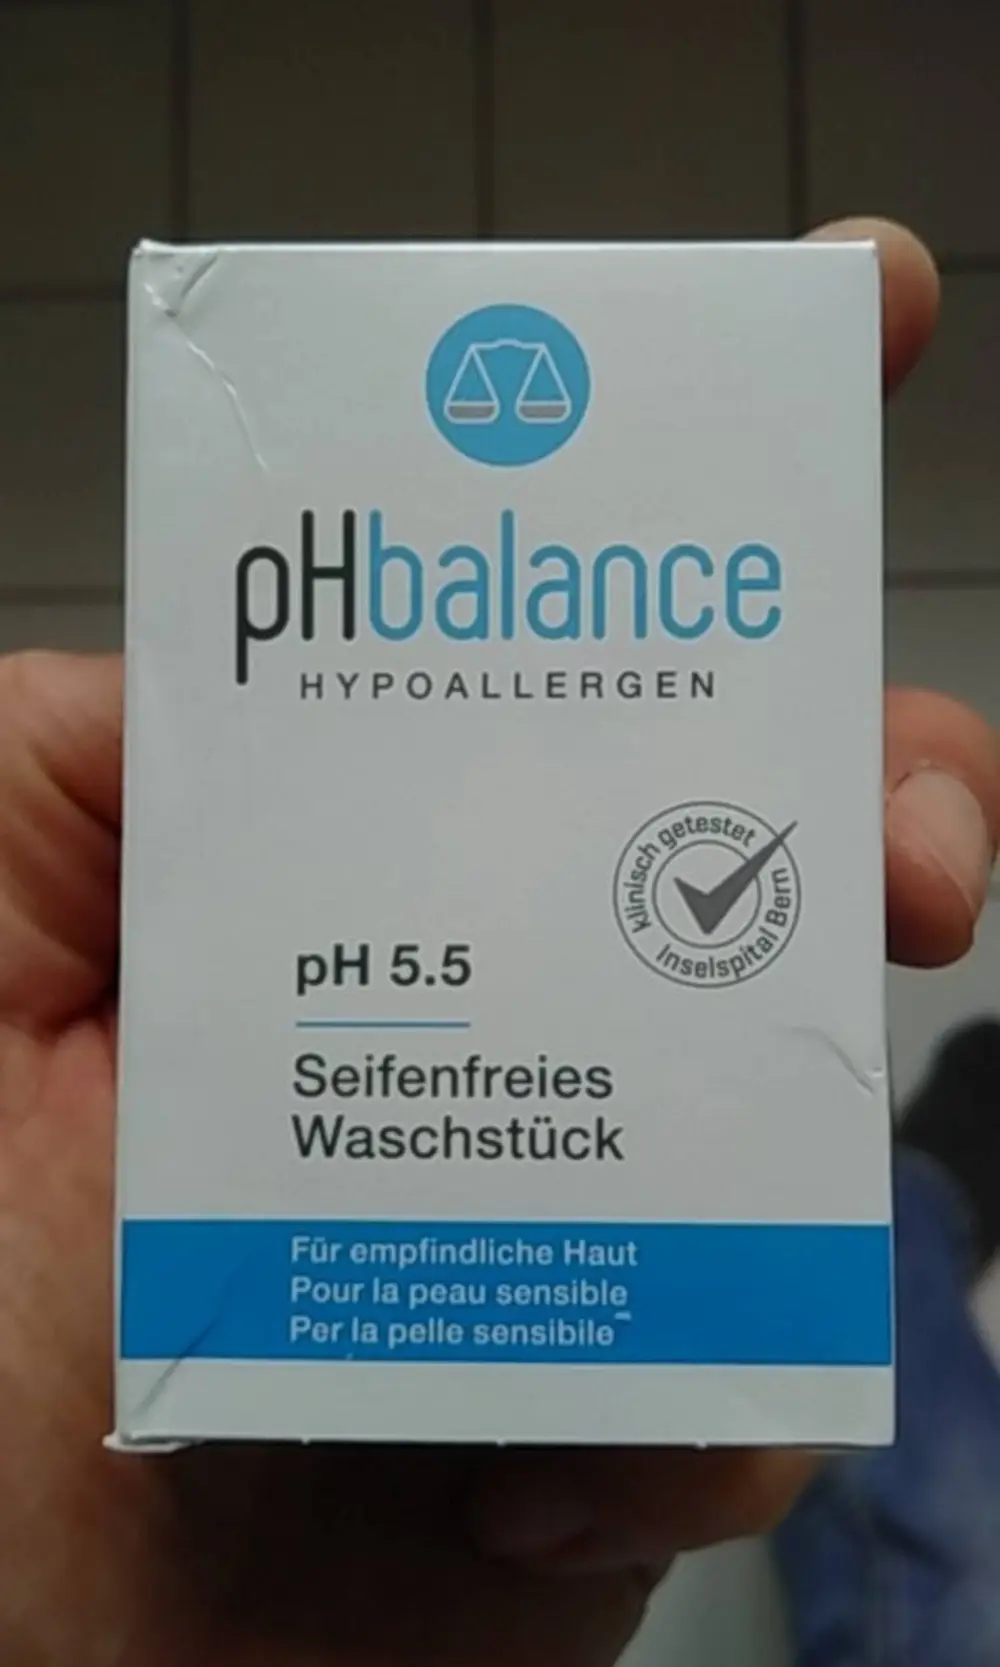 pHbalance
HYPOALLERGEN
klinisch getestet
Inselspital Bern
pH 5.5
Seifenfreies
Waschstück
Für empfindliche Haut
Pour la peau sensible
Per la pelle sensibile